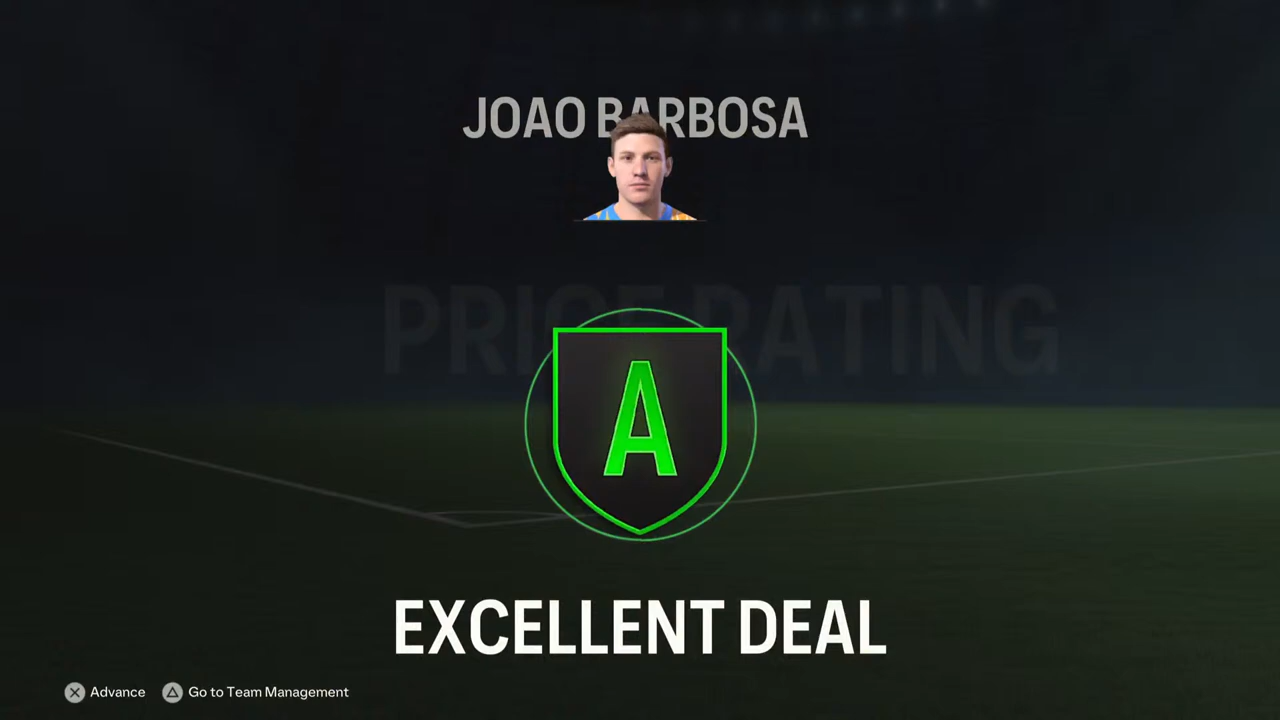 JOAO BARBOSA
PRICE RATING
A
EXCELLENT DEAL
Advance
Go to Team Management